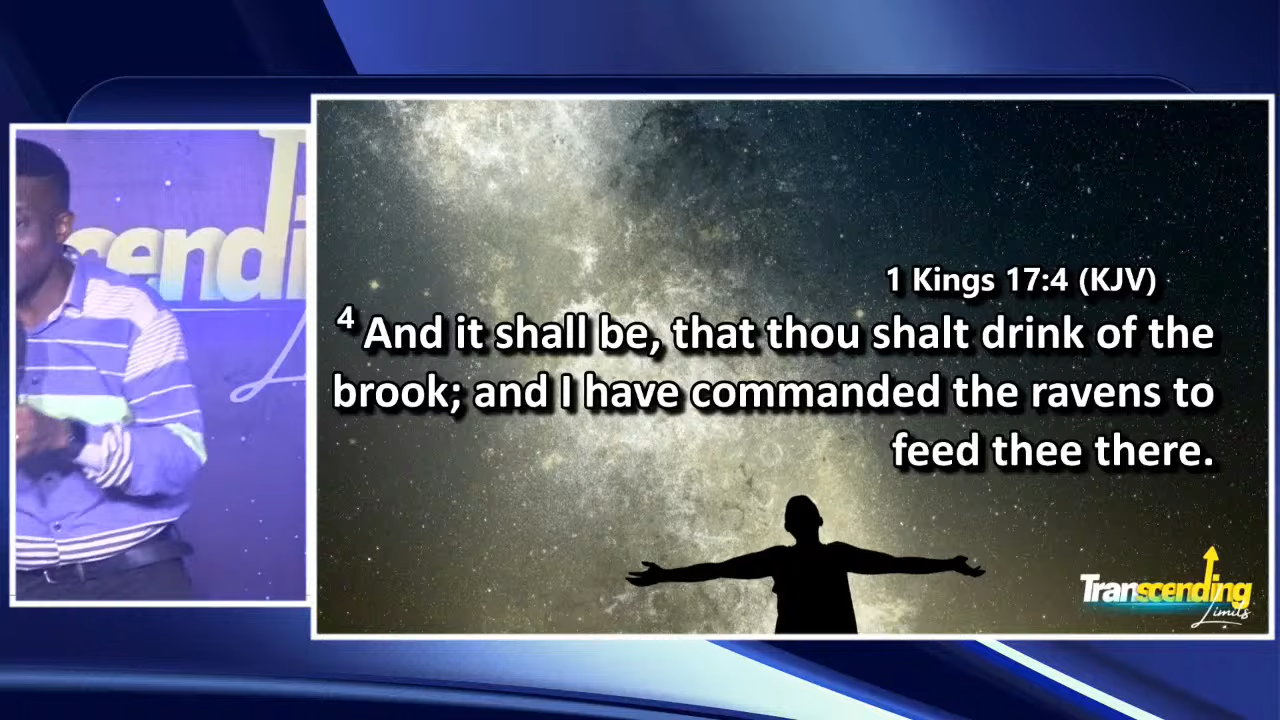 cendi
1 Kings 17:4 (KJV)
4 And it shall be, that thou shalt drink of the
brook; and I have commanded the ravens to
feed thee there.
Transcending
Limits